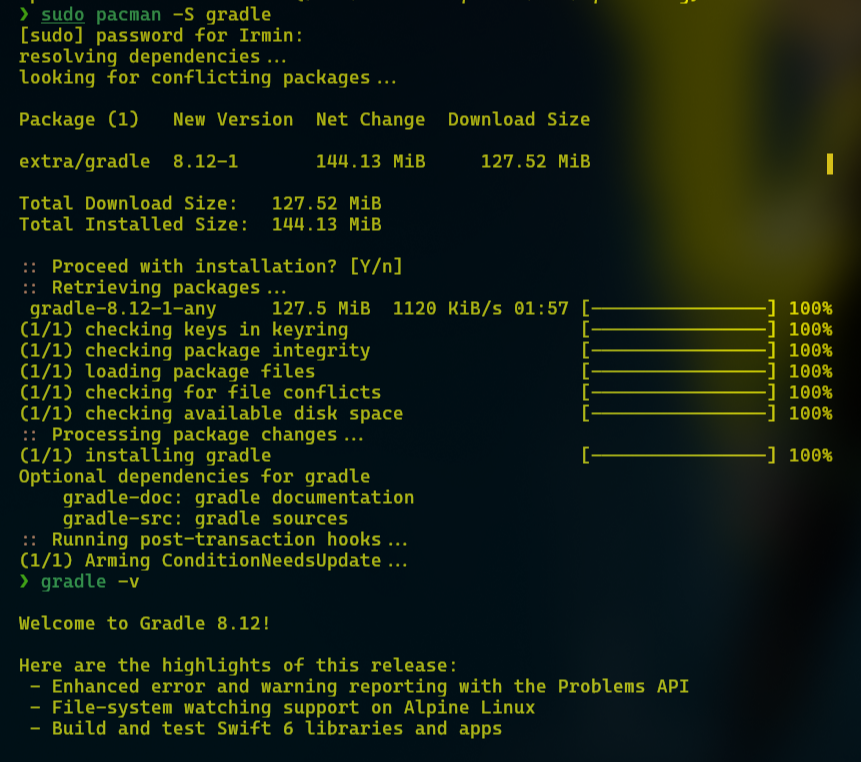 ❯ sudo pacman -S gradle
[sudo] password for Irmin:
resolving dependencies...
looking for conflicting packages...
Package (1)   New Version  Net Change  Download Size
extra/gradle  8.12-1       144.13 MiB     127.52 MiB
Total Download Size:   127.52 MiB
Total Installed Size:  144.13 MiB
:: Proceed with installation? [Y/n]
:: Retrieving packages...
gradle-8.12-1-any     127.5 MiB  1120 KiB/s 01:57 [----------------] 100%
(1/1) checking keys in keyring                     [----------------] 100%
(1/1) checking package integrity                   [----------------] 100%
(1/1) loading package files                        [----------------] 100%
(1/1) checking for file conflicts                  [----------------] 100%
(1/1) checking available disk space                [----------------] 100%
:: Processing package changes...
(1/1) installing gradle                            [----------------] 100%
Optional dependencies for gradle
    gradle-doc: gradle documentation
    gradle-src: gradle sources
:: Running post-transaction hooks...
(1/1) Arming ConditionNeedsUpdate...
❯ gradle -v
Welcome to Gradle 8.12!
Here are the highlights of this release:
 - Enhanced error and warning reporting with the Problems API
 - File-system watching support on Alpine Linux
 - Build and test Swift 6 libraries and apps